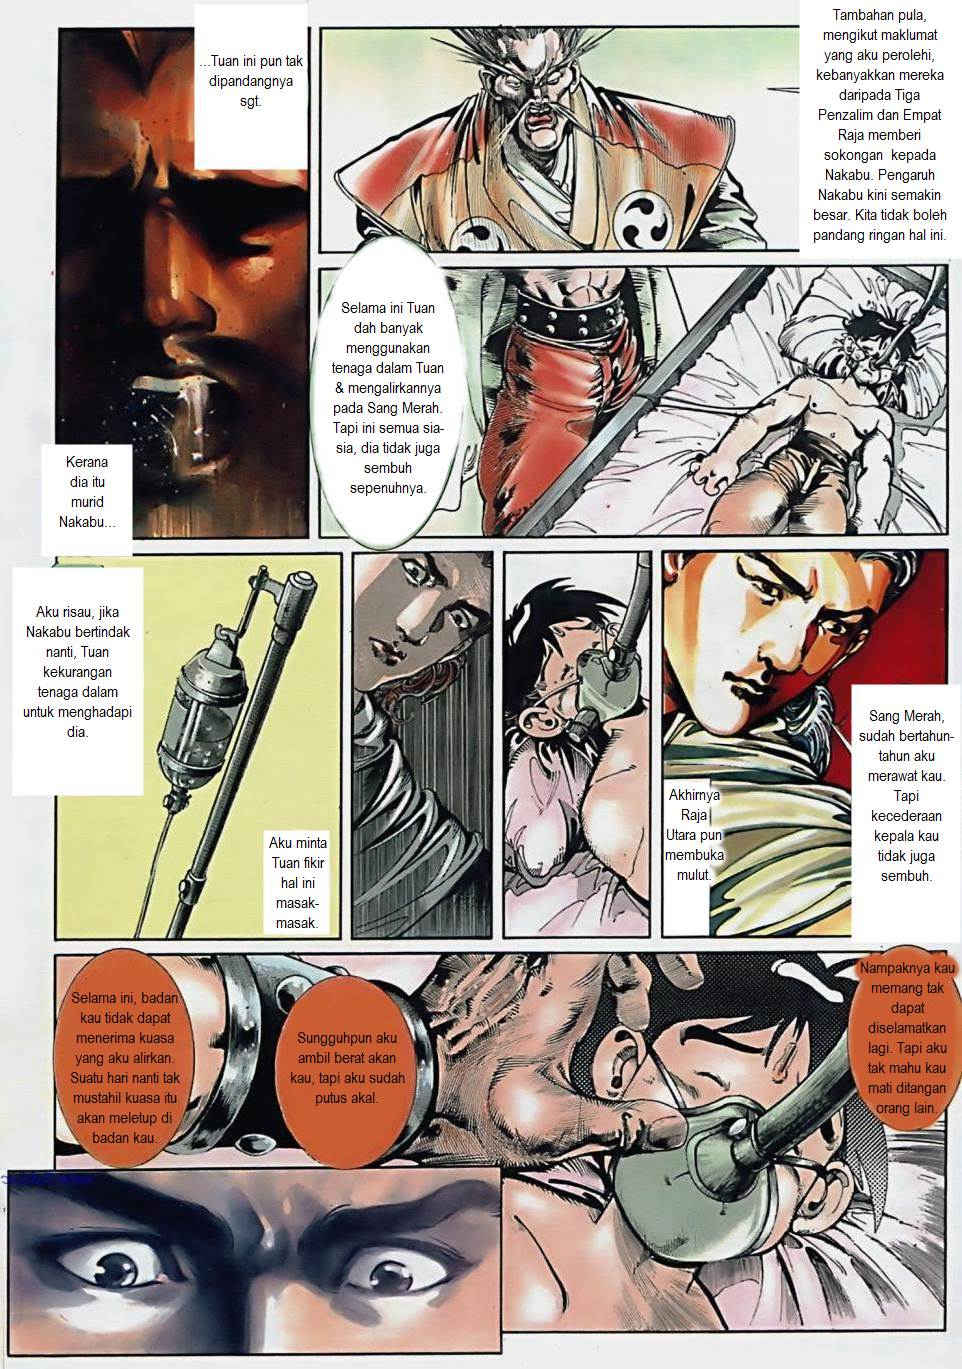 Tambahan pula,
mengikut maklumat
yang aku perolehi,
kebanyakkan mereka
daripada Tiga
Penzalim dan Empat
Raja memberi
sokongan kepada
Nakabu. Pengaruh
Nakabu kini semakin
besar. Kita tidak boleh
pandang ringan hal ini.
...Tuan ini pun tak
dipandangnya
sgt.
Kerana
dia itu
murid
Nakabu...
Selama ini Tuan
dah banyak
menggunakan
tenaga dalam Tuan
& mengalirkannya
pada Sang Merah.
Tapi ini semua sia-
sia, dia tidak juga
sembuh
sepenuhnya.
Aku risau, jika
Nakabu bertindak
nanti, Tuan
kekurangan
tenaga dalam
untuk menghadapi
dia.
Aku minta
Tuan fikir
hal ini
masak-
masak.
Akhirnya
Raja
Utara pun
membuka
mulut.
Sang Merah,
sudah bertahun-
tahun aku
merawat kau.
Tapi
kecederaan
kepala kau
tidak juga
sembuh.
Selama ini, badan
kau tidak dapat
menerima kuasa
yang aku alirkan.
Suatu hari nanti tak
mustahil kuasa itu
akan meletup di
badan kau.
Sungguhpun aku
ambil berat akan
kau, tapi aku sudah
putus akal.
Nampaknya kau
memang tak
dapat
diselamatkan
lagi. Tapi aku
tak mahu kau
mati ditangan
orang lain.